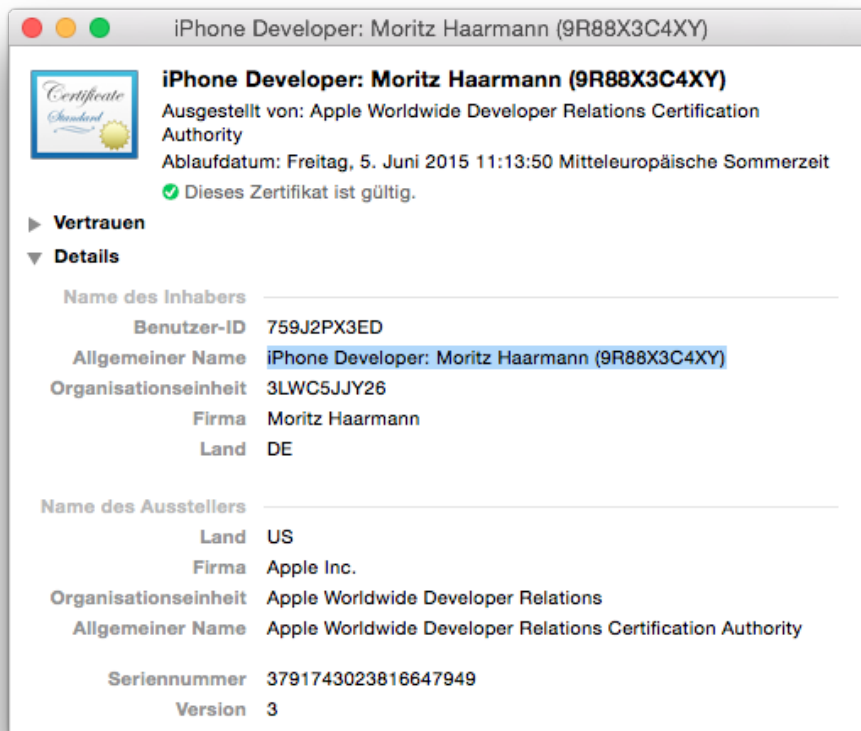 iPhone Developer: Moritz Haarmann (9R88X3C4XY)
Certificate
Standard
iPhone Developer: Moritz Haarmann (9R88X3C4XY)
Ausgestellt von: Apple Worldwide Developer Relations Certification
Authority
Ablaufdatum: Freitag, 5. Juni 2015 11:13:50 Mitteleuropäische Sommerzeit
Dieses Zertifikat ist gültig.
Vertrauen
Details
Name des Inhabers
Benutzer-ID 759J2PX3ED
Allgemeiner Name iPhone Developer: Moritz Haarmann (9R88X3C4XY)
Organisationseinheit 3LWC5JJY26
Firma Moritz Haarmann
Land DE
Name des Ausstellers
Land US
Firma Apple Inc.
Organisationseinheit Apple Worldwide Developer Relations
Allgemeiner Name Apple Worldwide Developer Relations Certification Authority
Seriennummer 3791743023816647949
Version 3